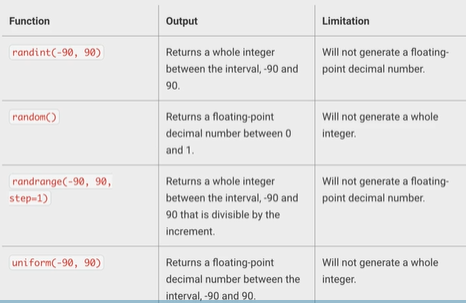 Function Output Limitation
randint(-90, 90) Returns a whole integer Will not generate a floating-
between the interval, -90 and point decimal number.
90.
random() Returns a floating-point Will not generate a whole
decimal number between 0 integer.
and 1.
randrange(-90, 90, Returns a whole integer Will not generate a floating-
step=1) between the interval, -90 and point decimal number.
90 that is divisible by the
increment.
uniform(-90, 90) Returns a floating-point Will not generate a whole
decimal number between the integer.
interval, -90 and 90.